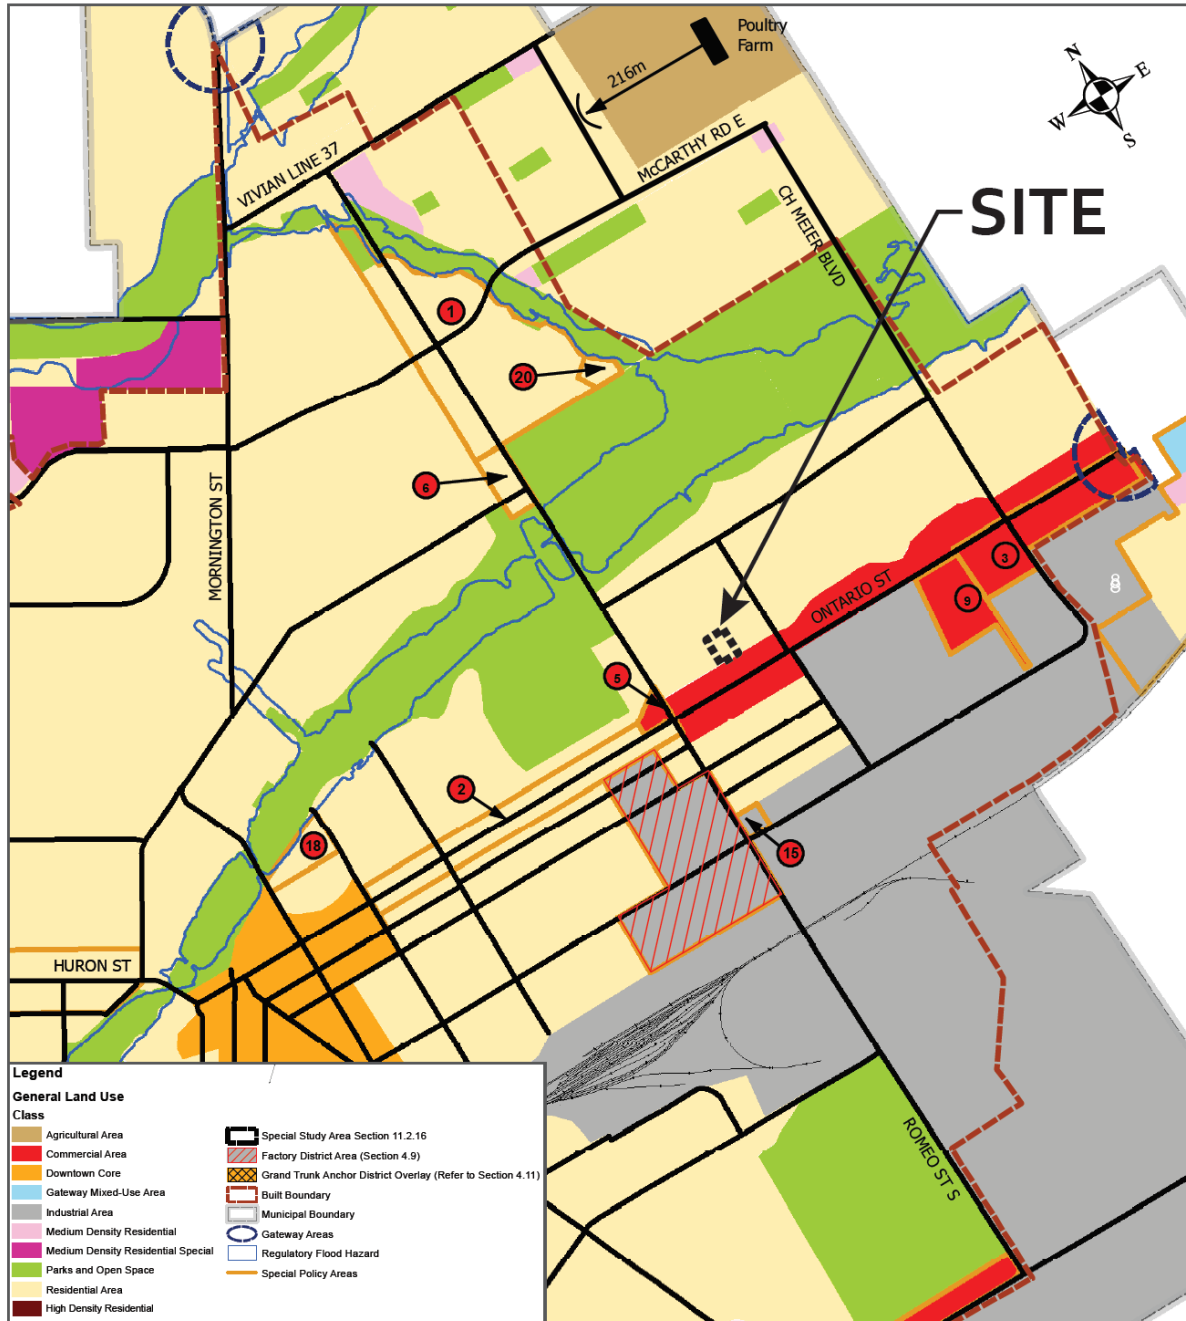 Poultry
Farm
216m
N
E
W
S
McCARTHY RD E
VIVIAN LINE 37
CH MEIER BLVD
SITE
1
20
6
MORNINGTON ST
3
9
8
ONTARIO ST
5
2
18
15
HURON ST
ROMEO ST S
Legend
General Land Use
Class
Agricultural Area
Commercial Area
Downtown Core
Gateway Mixed-Use Area
Industrial Area
Medium Density Residential
Medium Density Residential Special
Parks and Open Space
Residential Area
High Density Residential
Special Study Area Section 11.2.16
Factory District Area (Section 4.9)
Grand Trunk Anchor District Overlay (Refer to Section 4.11)
Built Boundary
Municipal Boundary
Gateway Areas
Regulatory Flood Hazard
Special Policy Areas